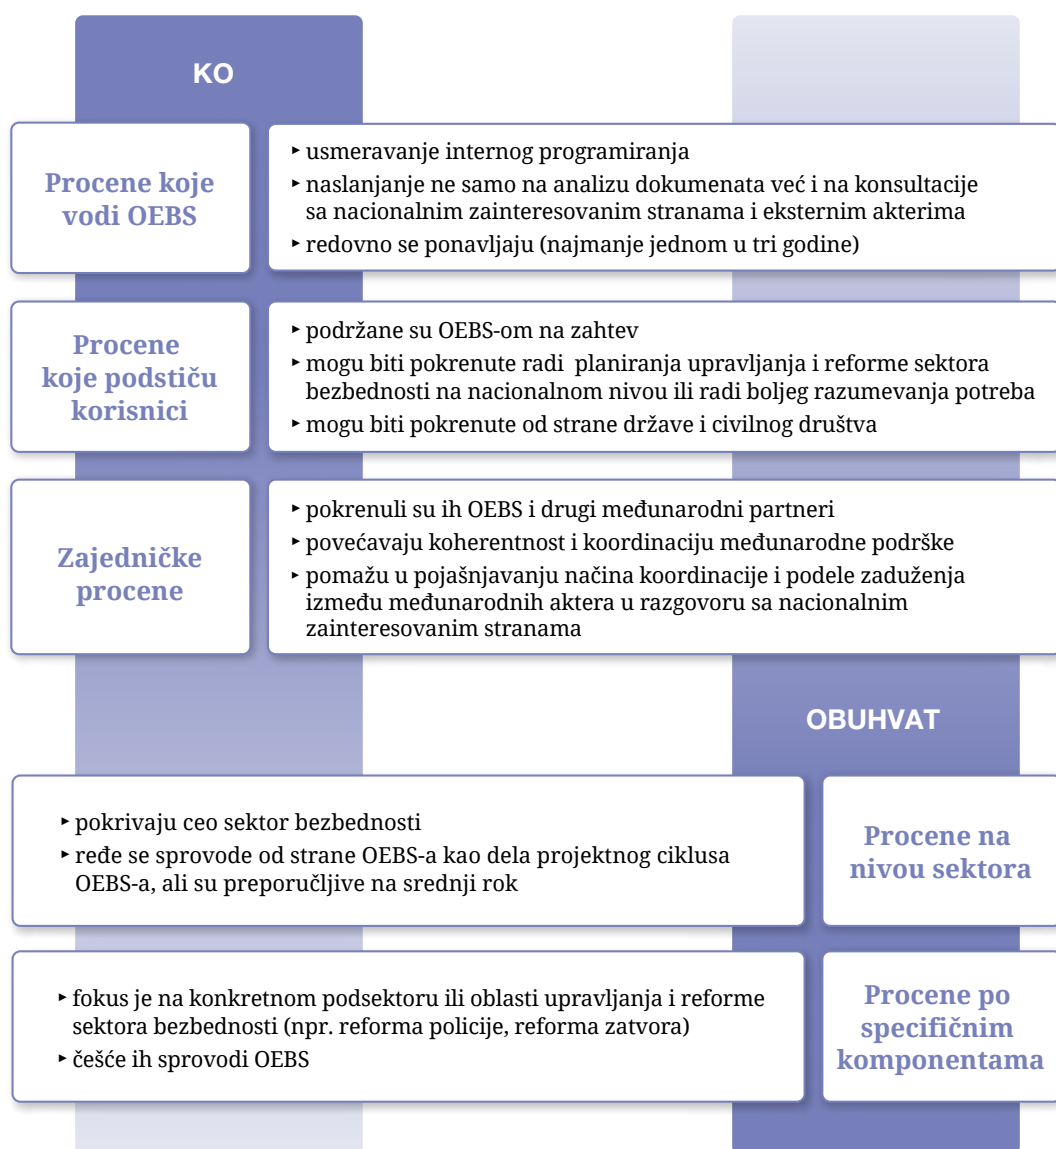 KO
Procene koje
vodi OEBS
‣ usmeravanje internog programiranja
‣ naslanjanje ne samo na analizu dokumenata već i na konsultacije
sa nacionalnim zainteresovanim stranama i eksternim akterima
‣ redovno se ponavljaju (najmanje jednom u tri godine)
Procene
koje podstiču
korisnici
‣ podržane su OEBS-om na zahtev
‣ mogu biti pokrenute radi planiranja upravljanja i reforme sektora
bezbednosti na nacionalnom nivou ili radi boljeg razumevanja potreba
‣ mogu biti pokrenute od strane države i civilnog društva
Zajedničke
procene
‣ pokrenuli su ih OEBS i drugi međunarodni partneri
‣ povećavaju koherentnost i koordinaciju međunarodne podrške
‣ pomažu u pojašnjavanju načina koordinacije i podele zaduženja
između međunarodnih aktera u razgovoru sa nacionalnim
zainteresovanim stranama
OBUHVAT
‣ pokrivaju ceo sektor bezbednosti
‣ ređe se sprovode od strane OEBS-a kao dela projektnog ciklusa
OEBS-a, ali su preporučljive na srednji rok
Procene na
nivou sektora
‣ fokus je na konkretnom podsektoru ili oblasti upravljanja i reforme
sektora bezbednosti (npr. reforma policije, reforma zatvora)
‣ češće ih sprovodi OEBS
Procene po
specifičnim
komponentama